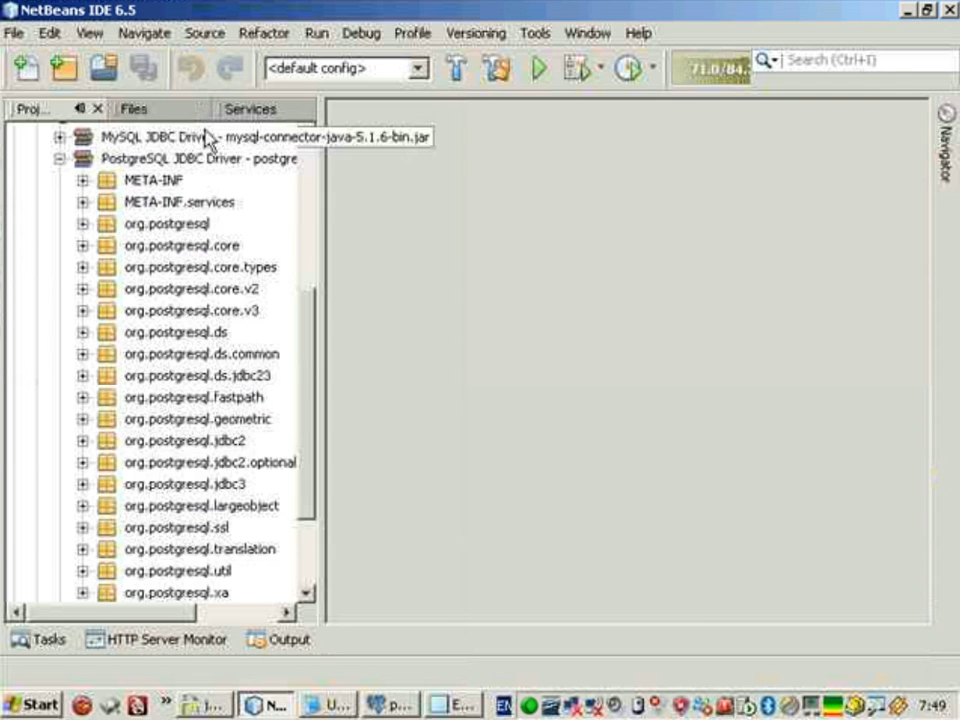 NetBeans IDE 6.5
File Edit View Navigate Source Refactor Run Debug Profile Versioning Tools Window Help
<default config>
71.0/84.
Search (Ctrl+I)
Proj... Files Services
MySQL JDBC Driv - mysql-connector-java-5.1.6-bin.jar
PostgreSQL JDBC Driver - postgre
META-INF
META-INF.services
org.postgresql
org.postgresql.core
org.postgresql.core.types
org.postgresql.core.v2
org.postgresql.core.v3
org.postgresql.ds
org.postgresql.ds.common
org.postgresql.ds.jdbc23
org.postgresql.fastpath
org.postgresql.geometric
org.postgresql.jdbc2
org.postgresql.jdbc2.optional
org.postgresql.jdbc3
org.postgresql.largeobject
org.postgresql.ssl
org.postgresql.translation
org.postgresql.util
org.postgresql.xa
Navigator
Tasks HTTP Server Monitor Output
Start J... N... U... p... E... EN 7:49